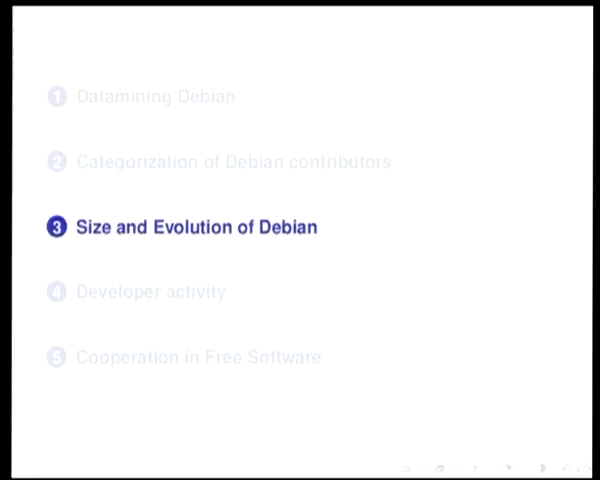 1 Datamining Debian
2 Categorization of Debian contributors
3 Size and Evolution of Debian
4 Developer activity
5 Cooperation in Free Software